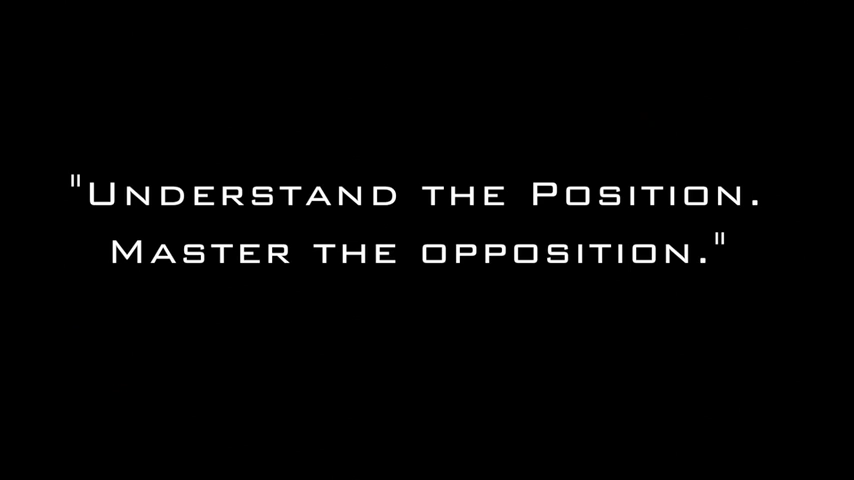 "Understand the Position.
Master the opposition."